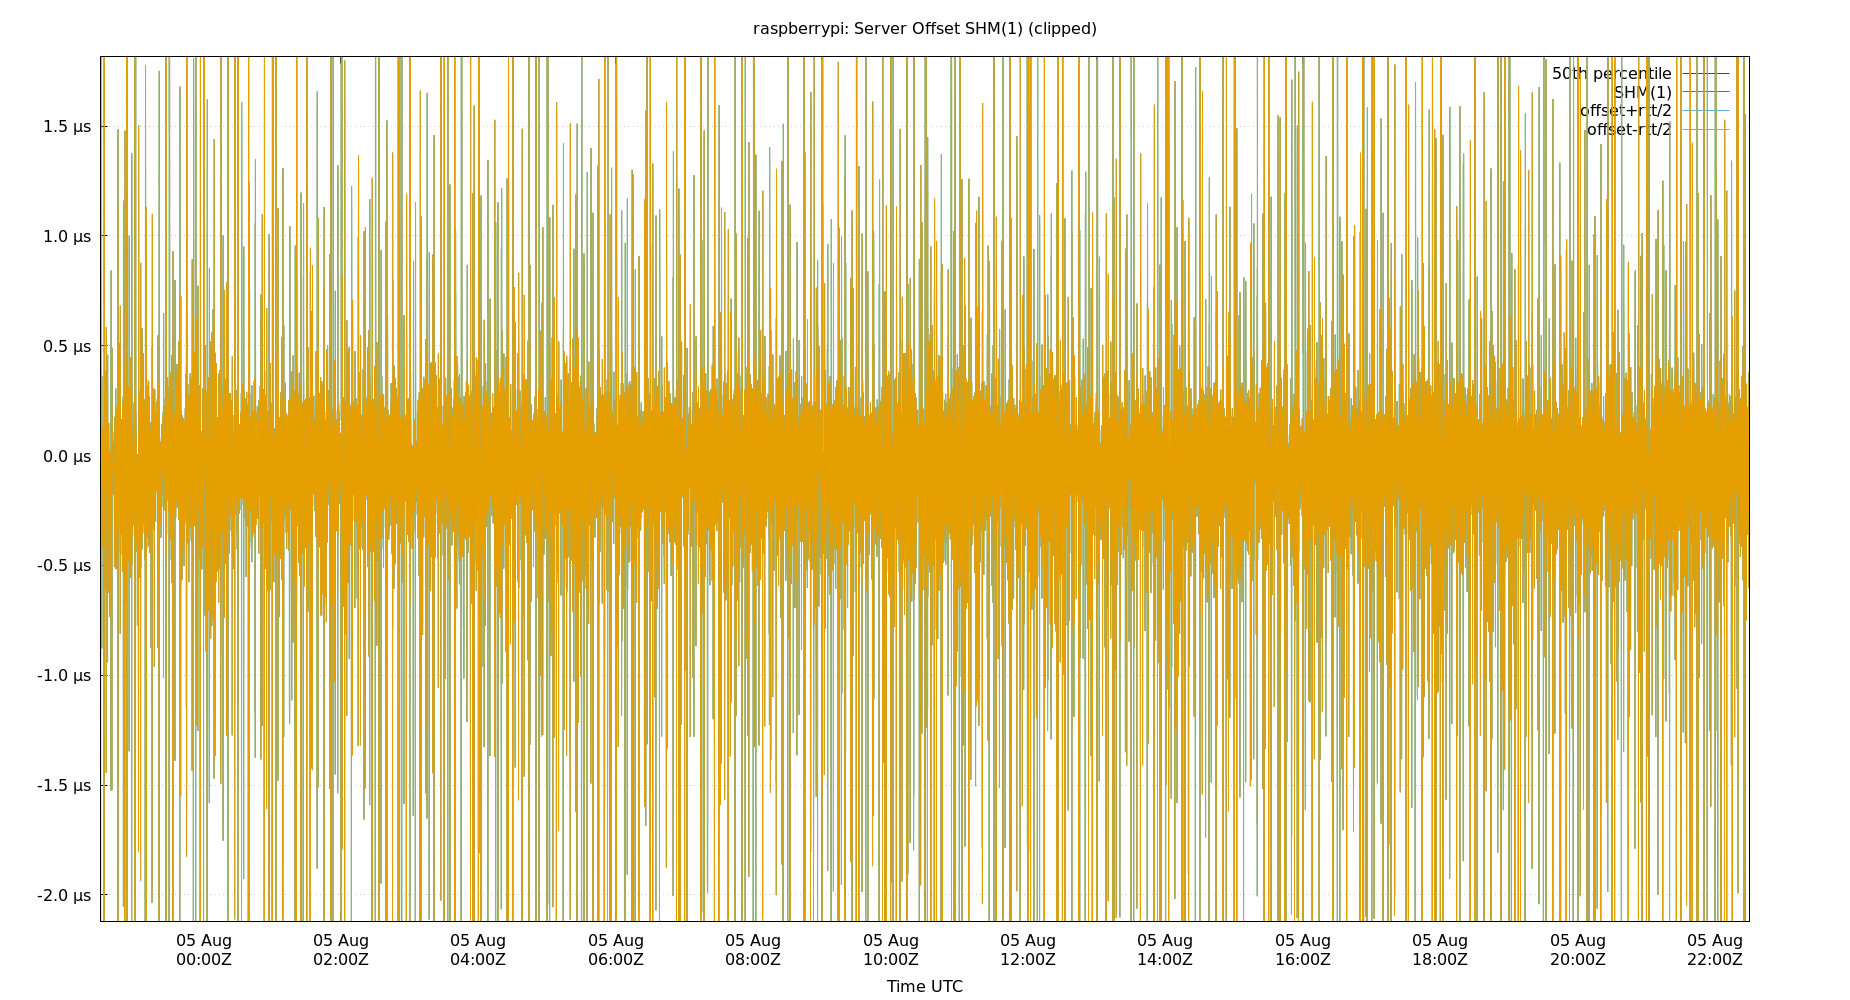 raspberrypi: Server Offset SHM(1) (clipped)
50th percentile
SHM(1)
offset+rtt/2
offset-rtt/2
1.5 µs
1.0 µs
0.5 µs
0.0 µs
-0.5 µs
-1.0 µs
-1.5 µs
-2.0 µs
05 Aug 05 Aug 05 Aug 05 Aug 05 Aug 05 Aug 05 Aug 05 Aug 05 Aug 05 Aug 05 Aug 05 Aug
00:00Z 02:00Z 04:00Z 06:00Z 08:00Z 10:00Z 12:00Z 14:00Z 16:00Z 18:00Z 20:00Z 22:00Z
Time UTC